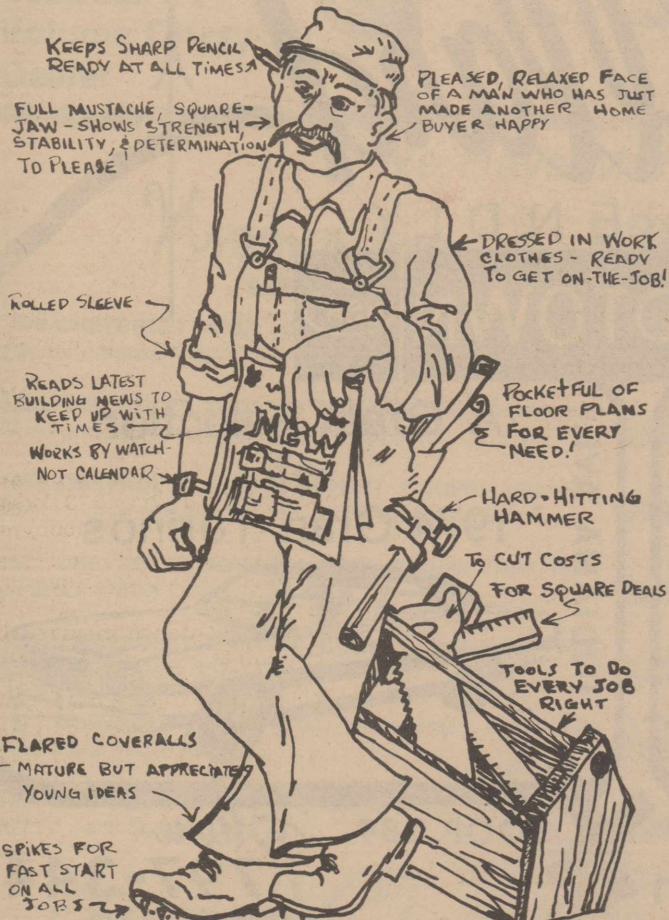 KEEPS SHARP PENCIL
READY AT ALL TIMES
FULL MUSTACHE, SQUARE-
JAW - SHOWS STRENGTH,
STABILITY, & DETERMINATION
TO PLEASE
PLEASED, RELAXED FACE
OF A MAN WHO HAS JUST
MADE ANOTHER HOME
BUYER HAPPY
DRESSED IN WORK
CLOTHES - READY
TO GET ON-THE-JOB!
ROLLED SLEEVE
READS LATEST
BUILDING NEWS TO
KEEP UP WITH
TIMES
NEW
WORKS BY WATCH-
NOT CALENDAR
POCKETFUL OF
FLOOR PLANS
FOR EVERY
NEED!
HARD-HITTING
HAMMER
TO CUT COSTS
FOR SQUARE DEALS
TOOLS TO DO
EVERY JOB
RIGHT
FLARED COVERALLS
- MATURE BUT APPRECIATES
YOUNG IDEAS
SPIKES FOR
FAST START
ON ALL
JOBS